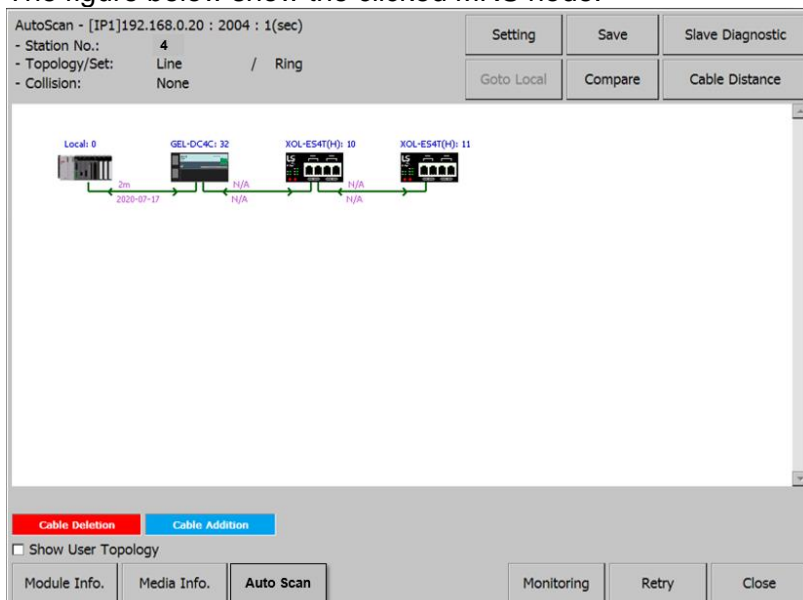 The figure below show the clicked MRS node.
AutoScan - [IP1]192.168.0.20 : 2004 : 1(sec)
- Station No.: 4
- Topology/Set: Line / Ring
- Collision: None
Setting
Save
Slave Diagnostic
Goto Local
Compare
Cable Distance
Local: 0
GEL-DC4C: 32
XOL-ES4T(H): 10
XOL-ES4T(H): 11
2m
N/A
N/A
2020-07-17
N/A
N/A
Cable Deletion
Cable Addition
Show User Topology
Module Info.
Media Info.
Auto Scan
Monitoring
Retry
Close